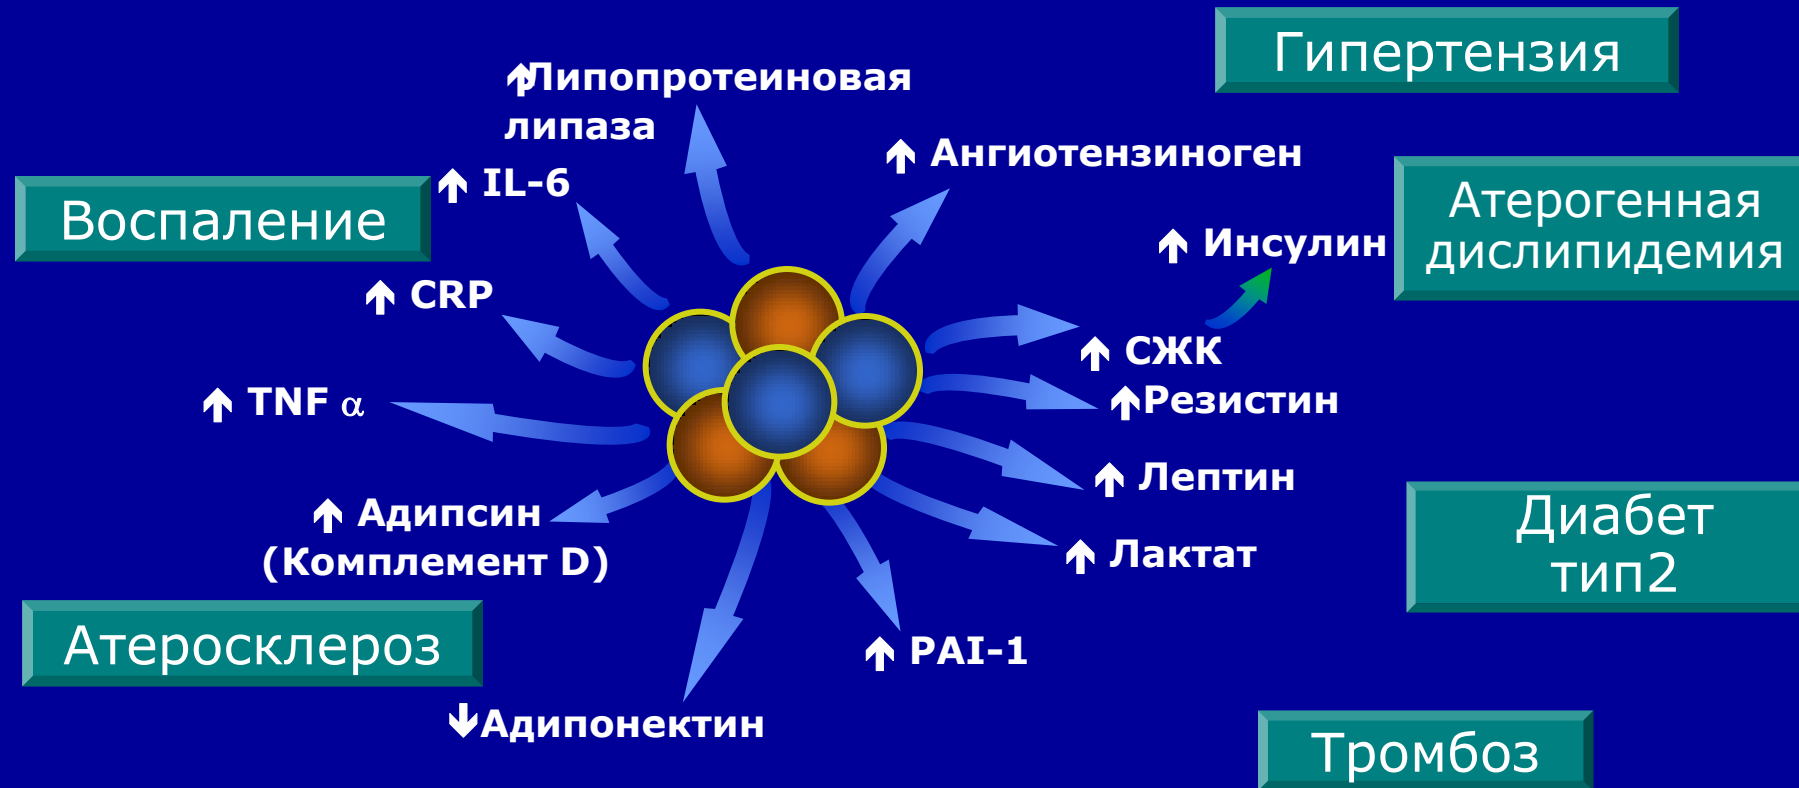 Гипертензия
🡹Липопротеиновая
липаза
🡹 Ангиотензиноген
🡹 IL-6
Воспаление
Атерогенная
дислипидемия
🡹 Инсулин
🡹 CRP
🡹 СЖК
🡹 TNF α
🡹Резистин
🡹 Лептин
🡹 Адипсин
(Комплемент D)
Диабет
тип2
🡹 Лактат
Атеросклероз
🡹 PAI-1
🡻Адипонектин
Тромбоз